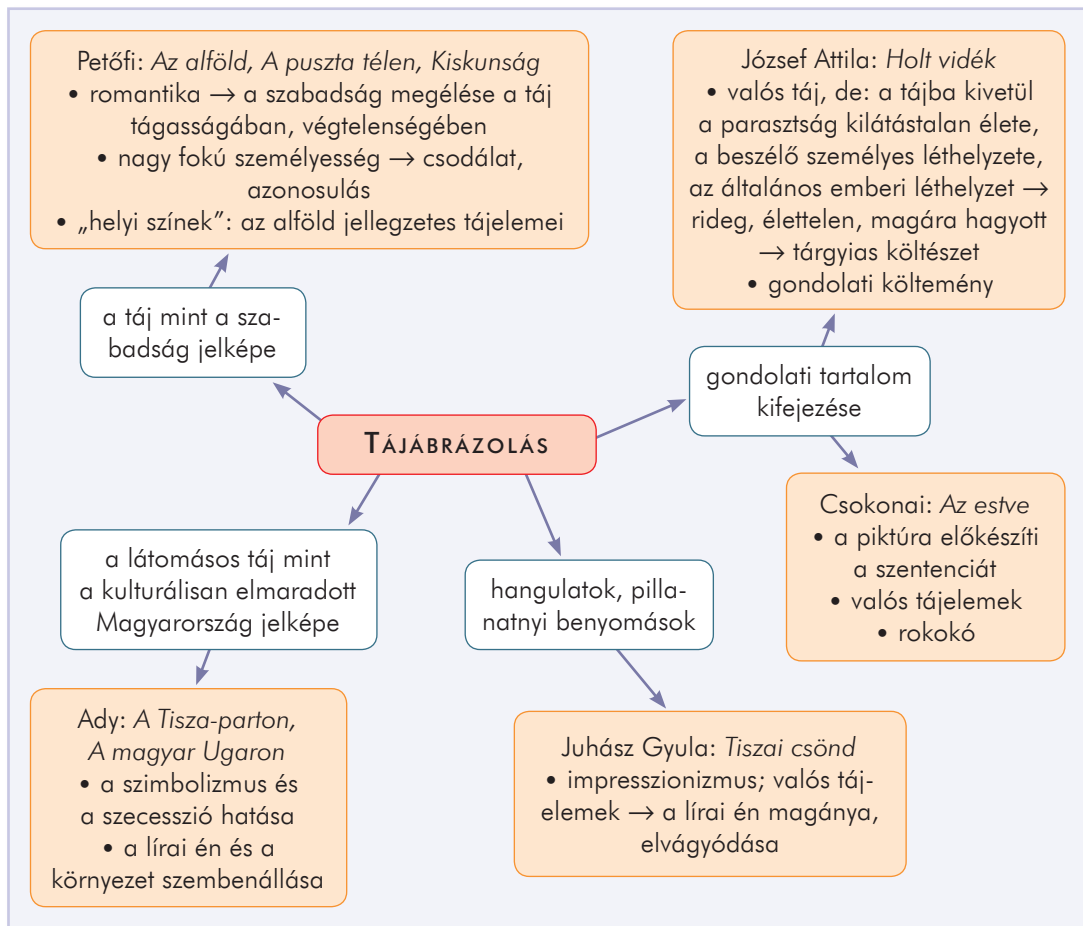 Petőfi: Az alföld, A puszta télen, Kiskunság
• romantika → a szabadság megélése a táj
tágasságában, végtelenségében
• nagy fokú személyesség → csodálat,
azonosulás
• „helyi színek”: az alföld jellegzetes tájelemei
a táj mint a sza-
badság jelképe
József Attila: Holt vidék
• valós táj, de: a tájba kivetül
a parasztság kilátástalan élete,
a beszélő személyes léthelyzete,
az általános emberi léthelyzet →
rideg, élettelen, magára hagyott
→ tárgyias költészet
• gondolati költemény
gondolati tartalom
kifejezése
TÁJÁBRÁZOLÁS
Csokonai: Az estve
• a piktúra előkészíti
a szentenciát
• valós tájelemek
• rokokó
a látomásos táj mint
a kulturálisan elmaradott
Magyarország jelképe
hangulatok, pilla-
natnyi benyomások
Ady: A Tisza-parton,
A magyar Ugaron
• a szimbolizmus és
a szecesszió hatása
• a lírai én és a
környezet szembenállása
Juhász Gyula: Tiszai csönd
• impresszionizmus; valós táj-
elemek → a lírai én magánya,
elvágyódása